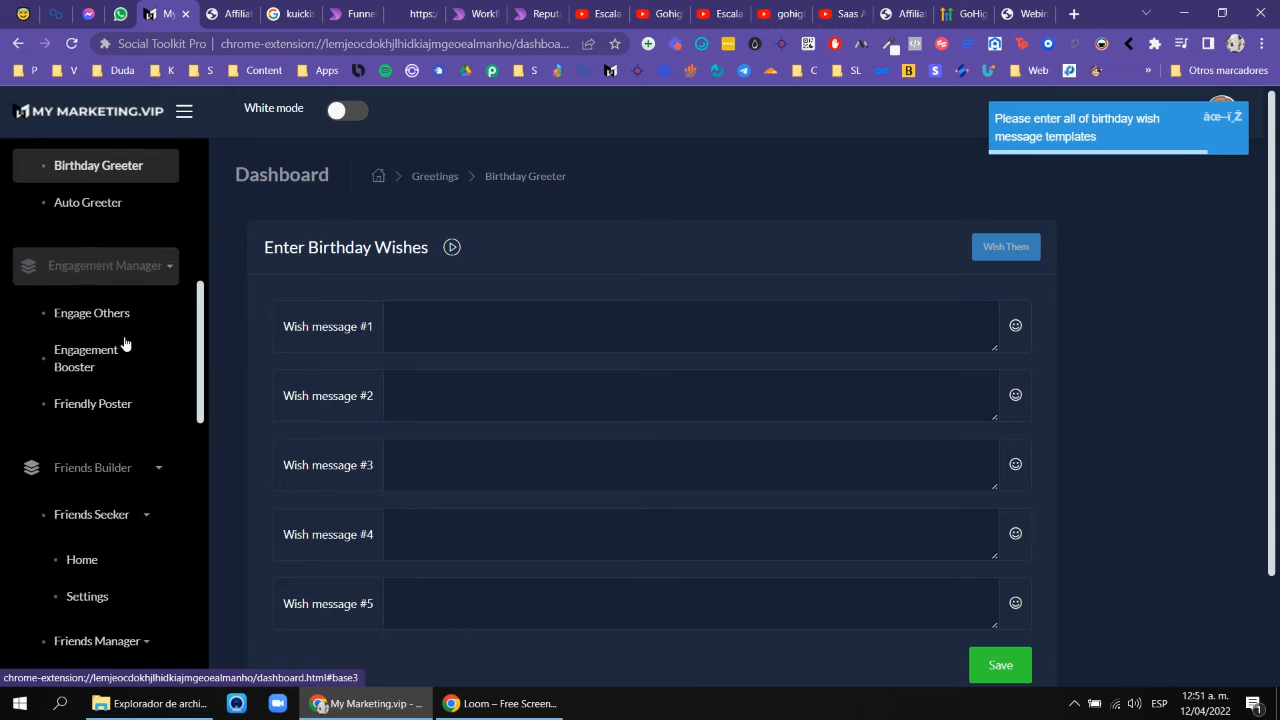 My
Affiliat
kuickis
Funne
https:/
Workf
Reputa
Escala
Gohig
Escala
gohig
Saas A
Affiliat
GoHig
Webin
Social Toolkit Pro
chrome-extension://lemjeocdokhjlhidkiajmgeoealmanho/dashboa...
P
V
Duda
K
S
Content
Apps
S
C
SL
Web
Otros marcadores
MY MARKETING.VIP
White mode
Please enter all of birthday wish
message templates
âœ–ï¸Ž
Birthday Greeter
Auto Greeter
Engagement Manager
Engage Others
Engagement
Booster
Friendly Poster
Friends Builder
Friends Seeker
Home
Settings
Friends Manager
Dashboard
Greetings
Birthday Greeter
Enter Birthday Wishes
Wish Them
Wish message #1
Wish message #2
Wish message #3
Wish message #4
Wish message #5
Save
chrome-extension://lemjeocdokhjlhidkiajmgeoealmanho/dashboard.html#base3
Explorador de archi...
My Marketing.vip - ...
Loom – Free Screen...
ESP
12:51 a. m.
12/04/2022